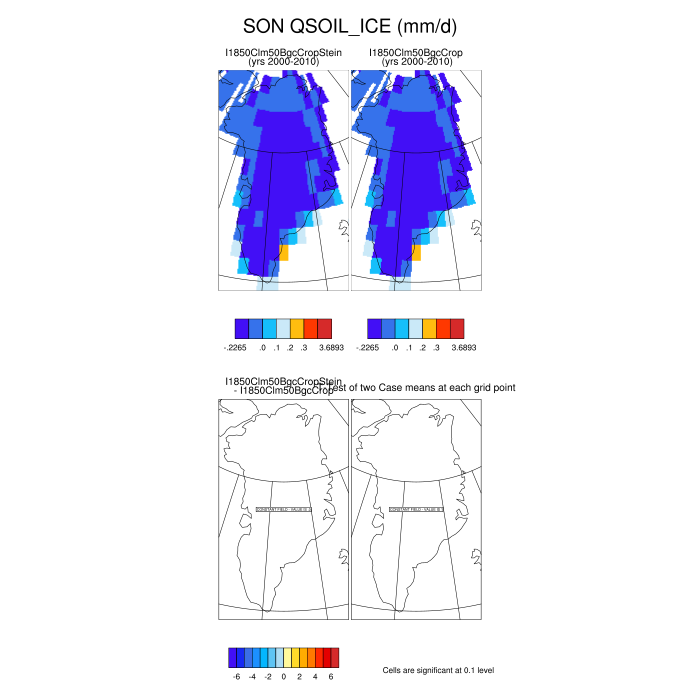 SON QSOIL_ICE (mm/d)
I1850Clm50BgcCropStein
(yrs 2000-2010)
I1850Clm50BgcCrop
(yrs 2000-2010)
-.2265 .0 .1 .2 .3 3.6893
-.2265 .0 .1 .2 .3 3.6893
I1850Clm50BgcCropStein
- I1850Clm50BgcCrop
Test of two Case means at each grid point
CONSTANT FIELD - VALUE IS
CONSTANT FIELD - VALUE IS
-6 -4 -2 0 2 4 6
Cells are significant at 0.1 level